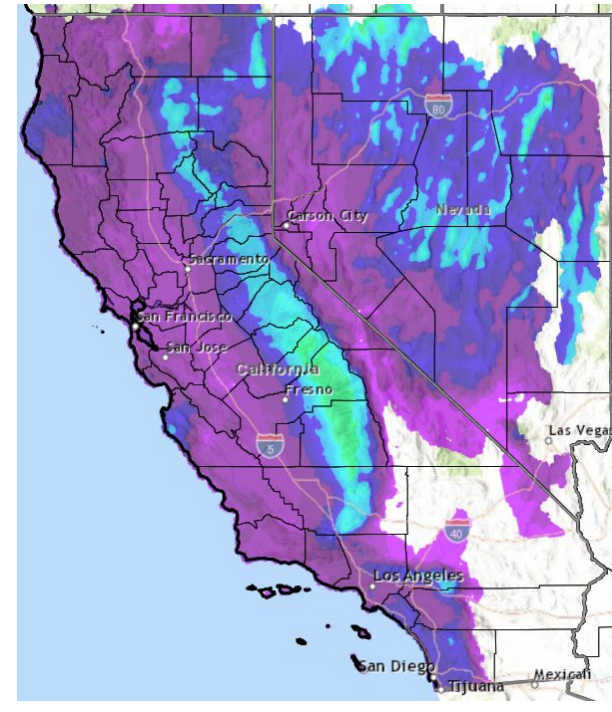 80
Carson City
Nevada
Sacramento
San Francisco
San Jose
California
Fresno
5
Las Vegas
40
Los Angeles
San Diego
Tijuana
Mexicali